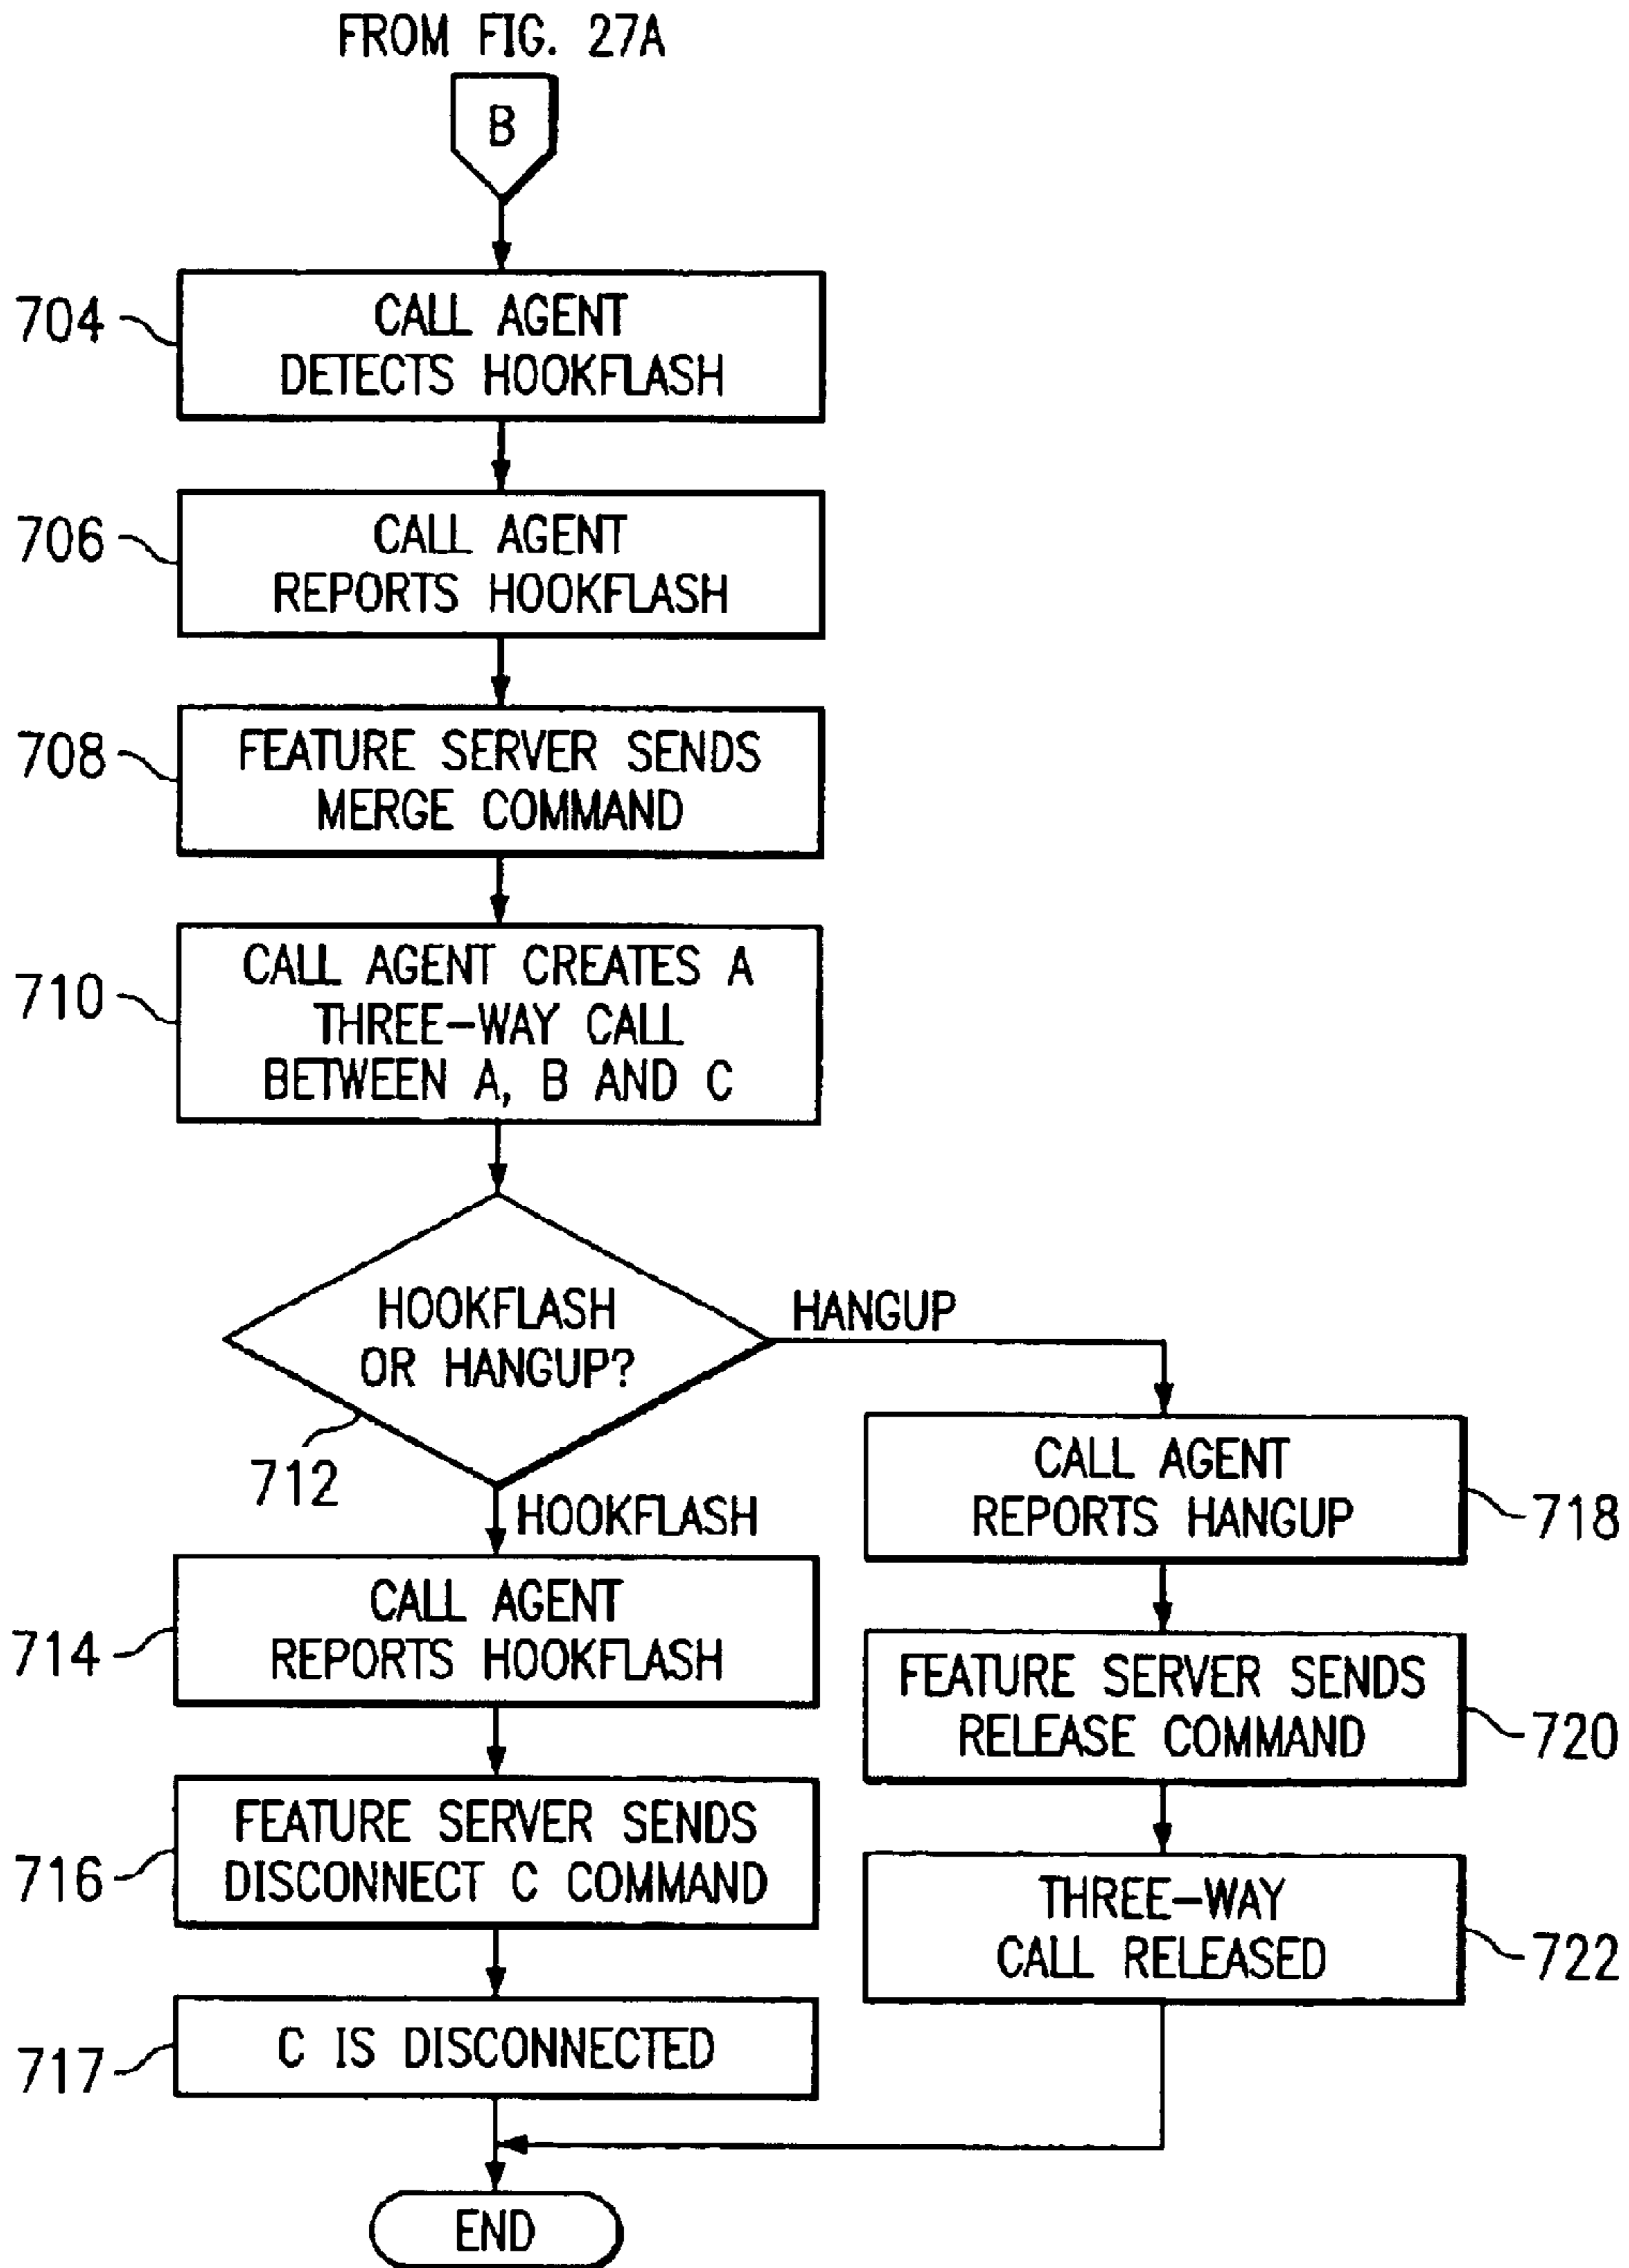 FROM FIG. 27A
B
704
CALL AGENT
DETECTS HOOKFLASH
706
CALL AGENT
REPORTS HOOKFLASH
708
FEATURE SERVER SENDS
MERGE COMMAND
710
CALL AGENT CREATES A
THREE-WAY CALL
BETWEEN A, B AND C
HOOKFLASH
OR HANGUP?
712
HANGUP
HOOKFLASH
714
CALL AGENT
REPORTS HOOKFLASH
716
FEATURE SERVER SENDS
DISCONNECT C COMMAND
717
C IS DISCONNECTED
CALL AGENT
REPORTS HANGUP
718
FEATURE SERVER SENDS
RELEASE COMMAND
720
THREE-WAY
CALL RELEASED
722
END